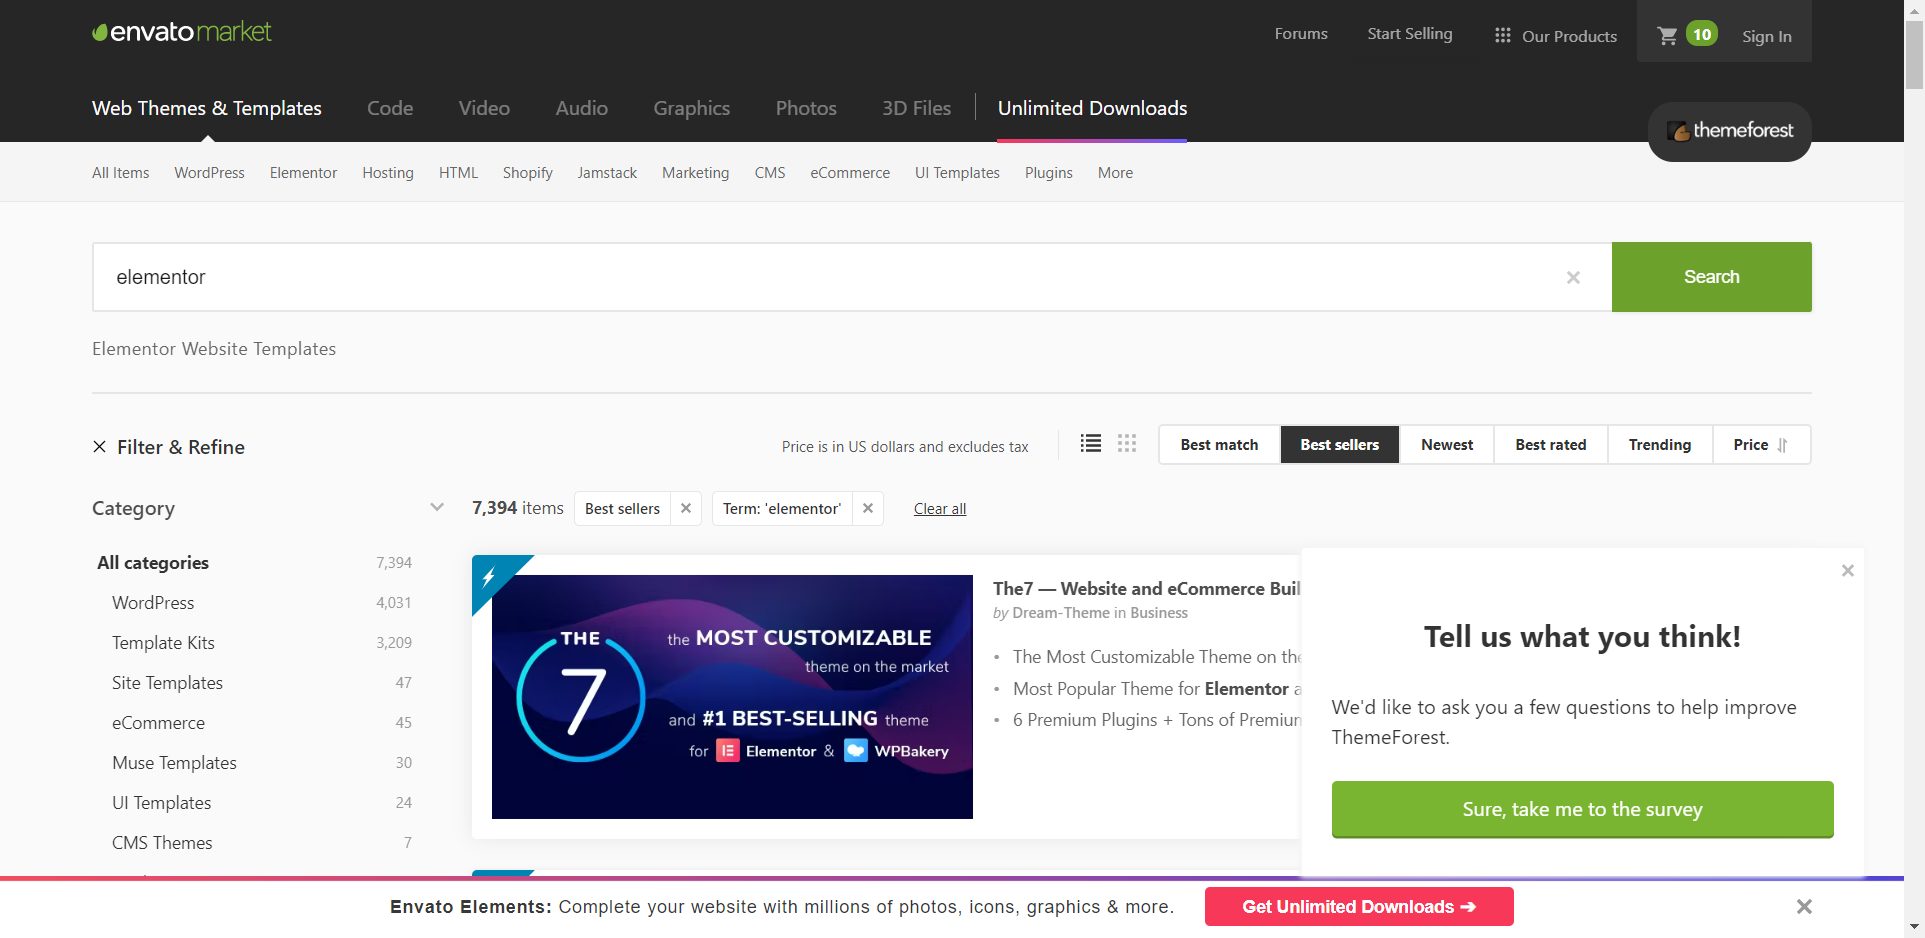 envatomarket
Forums Start Selling Our Products 10 Sign In
Web Themes & Templates Code Video Audio Graphics Photos 3D Files Unlimited Downloads
themeforest
All Items WordPress Elementor Hosting HTML Shopify Jamstack Marketing CMS eCommerce UI Templates Plugins More
elementor
Search
Elementor Website Templates
Filter & Refine
Price is in US dollars and excludes tax
Best match Best sellers Newest Best rated Trending Price
Category
7,394 items Best sellers Term: 'elementor' Clear all
All categories 7,394
WordPress 4,031
Template Kits 3,209
Site Templates 47
eCommerce 45
Muse Templates 30
UI Templates 24
CMS Themes 7
THE
7
the MOST CUSTOMIZABLE
theme on the market
and #1 BEST-SELLING theme
for Elementor & WPBakery
The7 — Website and eCommerce Buil
by Dream-Theme in Business
• The Most Customizable Theme on the
• Most Popular Theme for Elementor a
• 6 Premium Plugins + Tons of Premium
Tell us what you think!
We'd like to ask you a few questions to help improve
ThemeForest.
Sure, take me to the survey
Envato Elements: Complete your website with millions of photos, icons, graphics & more.
Get Unlimited Downloads ➔